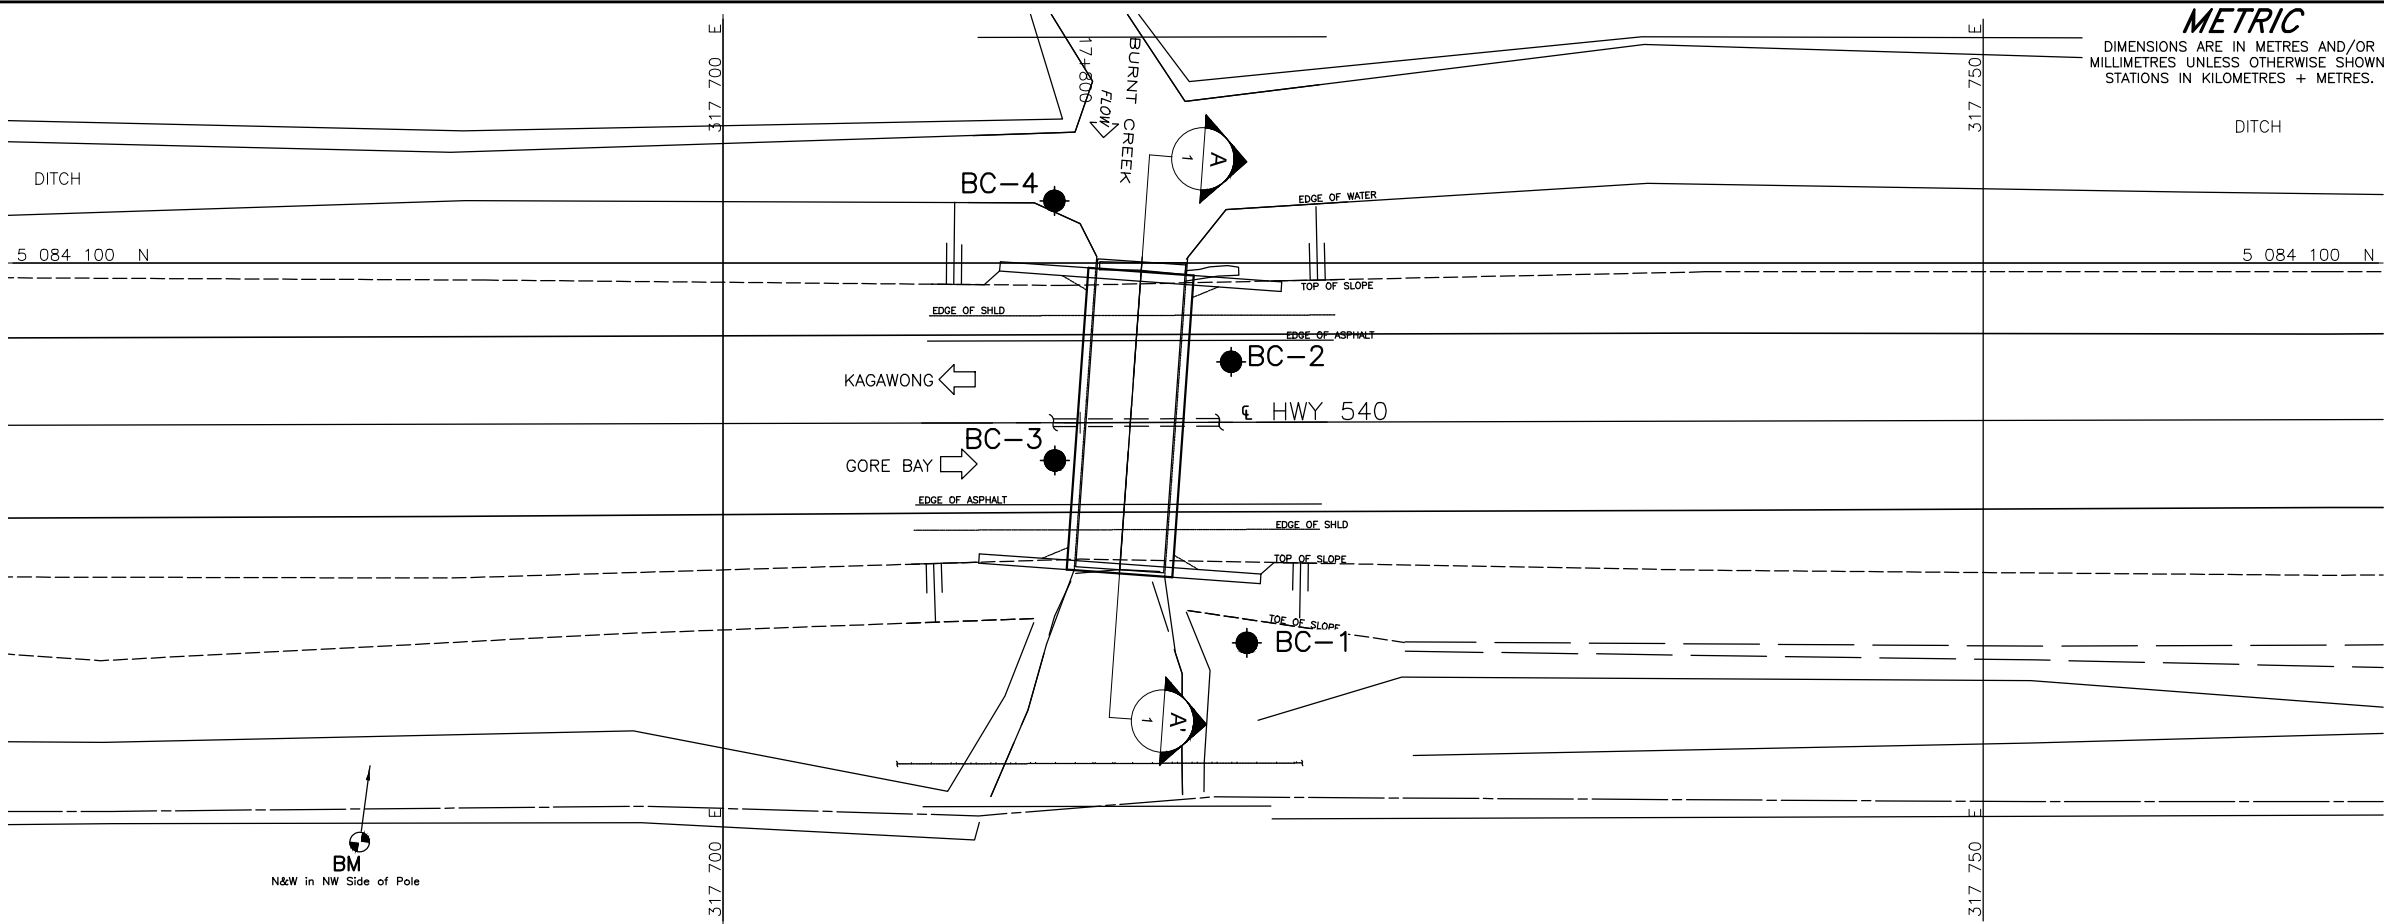 METRIC
DIMENSIONS ARE IN METRES AND/OR
MILLIMETRES UNLESS OTHERWISE SHOWN
STATIONS IN KILOMETRES + METRES.
317 700 E
17+800
BURNT CREEK
FLOW
317 750 E
DITCH
DITCH
A
1
BC-4
EDGE OF WATER
5 084 100 N
5 084 100 N
TOP OF SLOPE
EDGE OF SHLD
EDGE OF ASPHALT
BC-2
KAGAWONG
℄ HWY 540
BC-3
GORE BAY
EDGE OF ASPHALT
EDGE OF SHLD
TOP OF SLOPE
TOE OF SLOPE
BC-1
A'
1
BM
N&W in NW Side of Pole
317 700 E
317 750 E